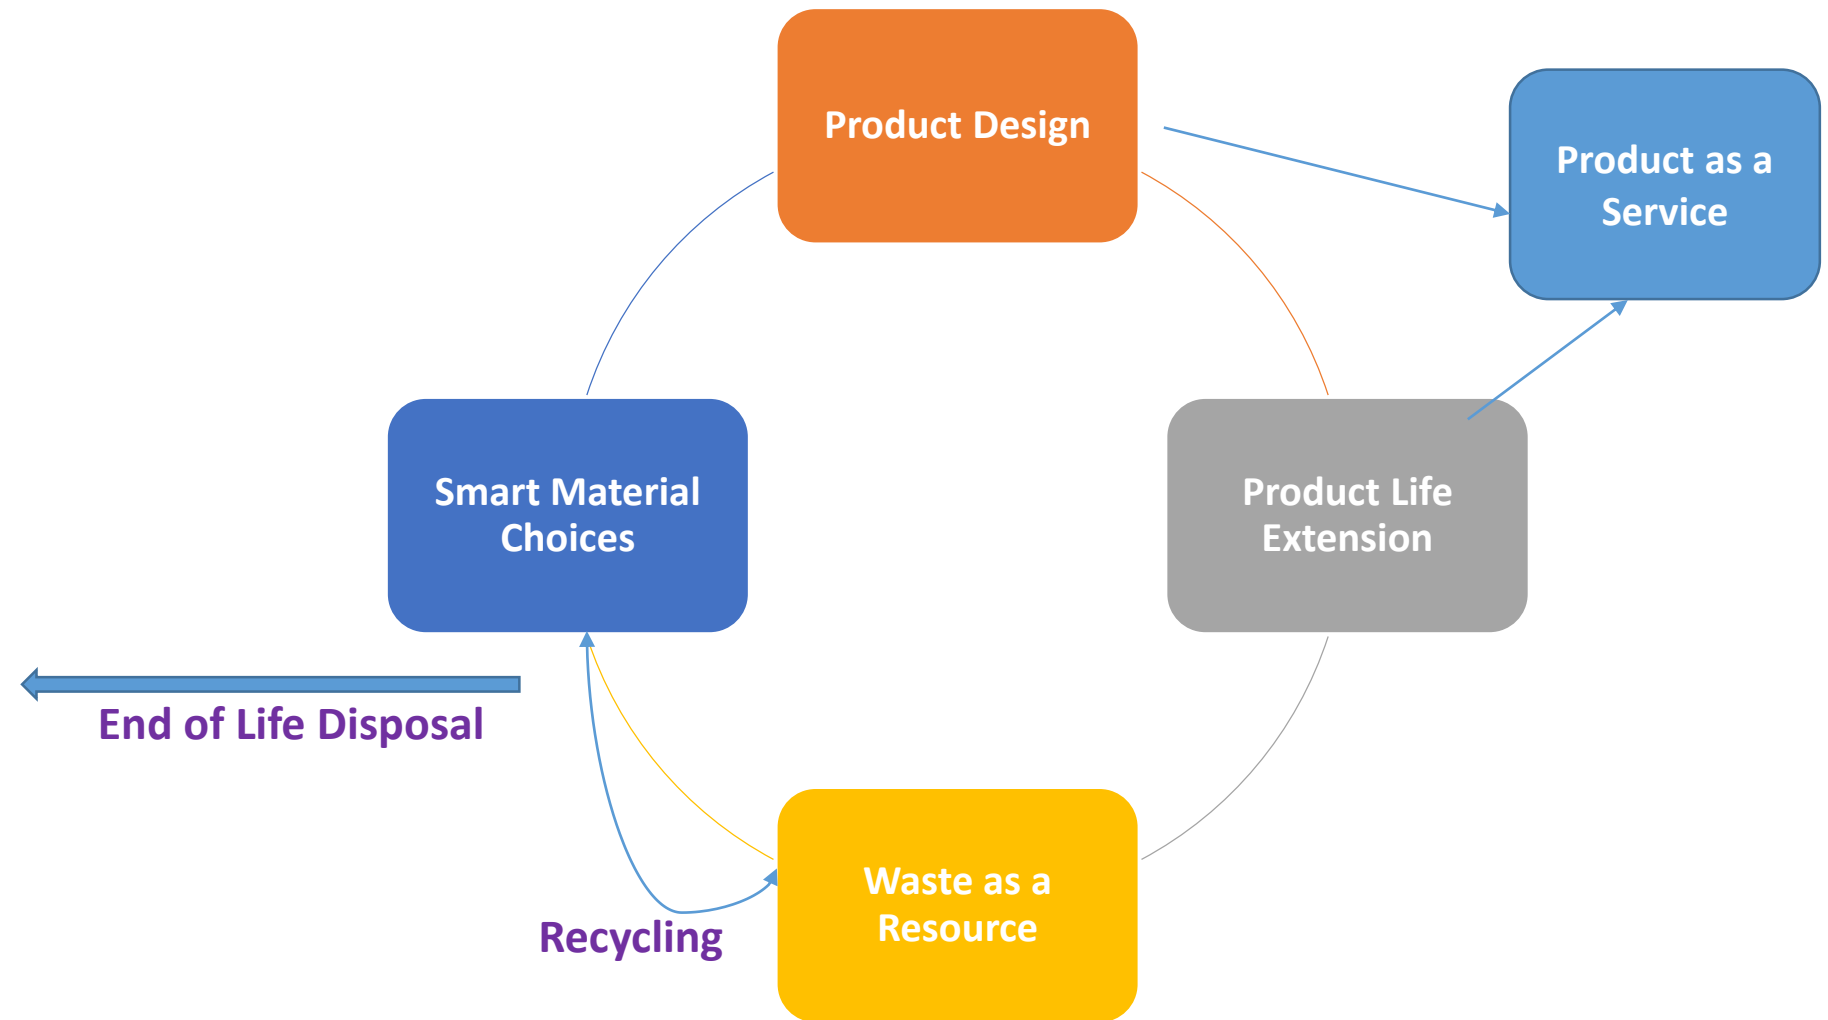 Product Design
Product as a
Service
Smart Material
Choices
Product Life
Extension
End of Life Disposal
Waste as a
Resource
Recycling